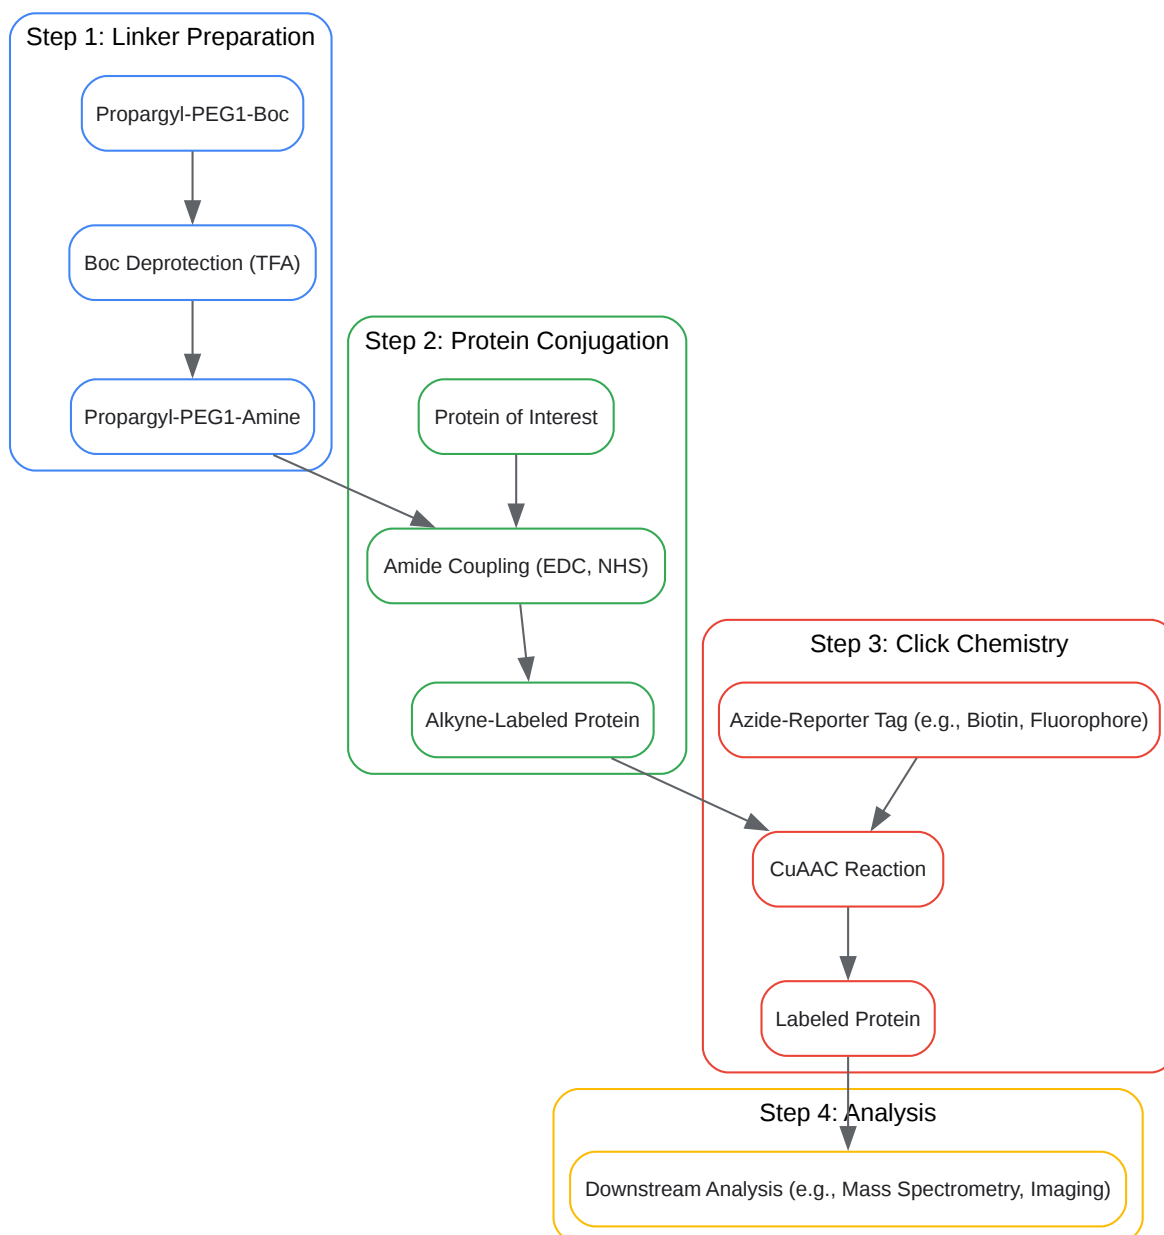 Step 1: Linker Preparation
Propargyl-PEG1-Boc
Boc Deprotection (TFA)
Propargyl-PEG1-Amine
Step 2: Protein Conjugation
Protein of Interest
Amide Coupling (EDC, NHS)
Alkyne-Labeled Protein
Step 3: Click Chemistry
Azide-Reporter Tag (e.g., Biotin, Fluorophore)
CuAAC Reaction
Labeled Protein
Step 4: Analysis
Downstream Analysis (e.g., Mass Spectrometry, Imaging)